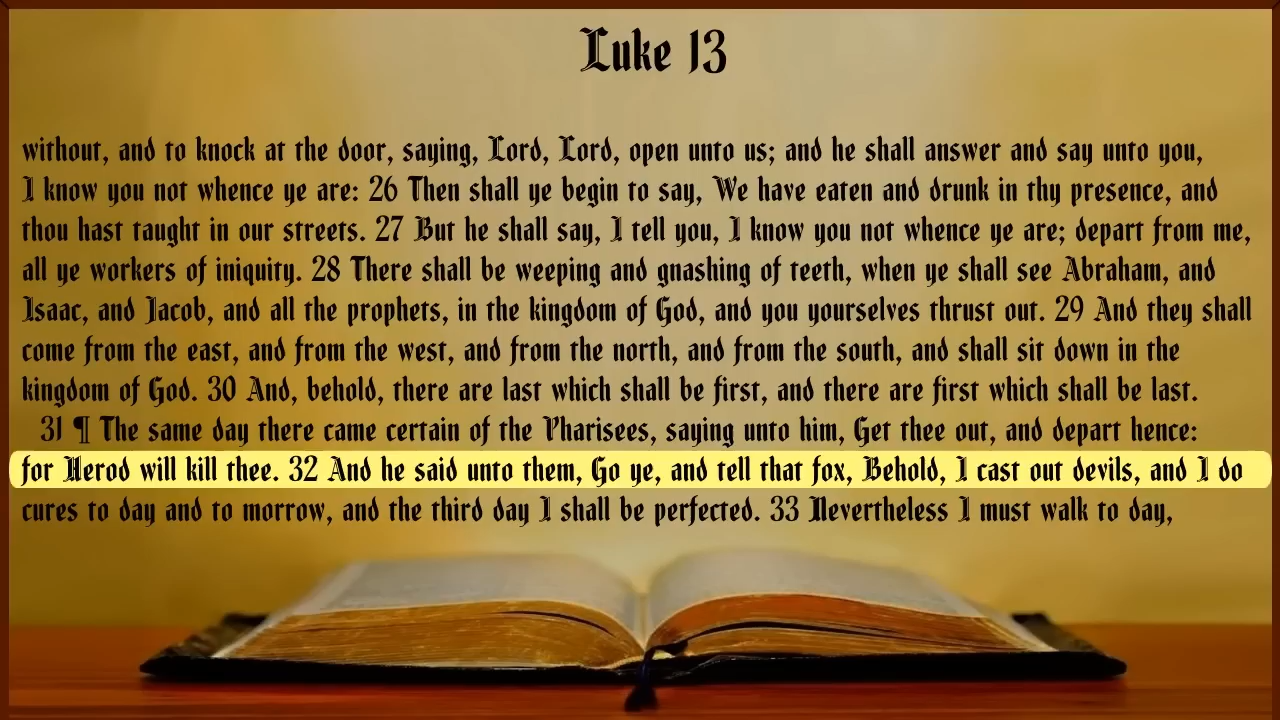 Luke 13
without, and to knock at the door, saying, Lord, Lord, open unto us; and he shall answer and say unto you,
I know you not whence ye are: 26 Then shall ye begin to say, We have eaten and drunk in thy presence, and
thou hast taught in our streets. 27 But he shall say, I tell you, I know you not whence ye are; depart from me,
all ye workers of iniquity. 28 There shall be weeping and gnashing of teeth, when ye shall see Abraham, and
Isaac, and Jacob, and all the prophets, in the kingdom of God, and you yourselves thrust out. 29 And they shall
come from the east, and from the west, and from the north, and from the south, and shall sit down in the
kingdom of God. 30 And, behold, there are last which shall be first, and there are first which shall be last.
31 ¶ The same day there came certain of the Pharisees, saying unto him, Get thee out, and depart hence:
for Herod will kill thee. 32 And he said unto them, Go ye, and tell that fox, Behold, I cast out devils, and I do
cures to day and to morrow, and the third day I shall be perfected. 33 Nevertheless I must walk to day,